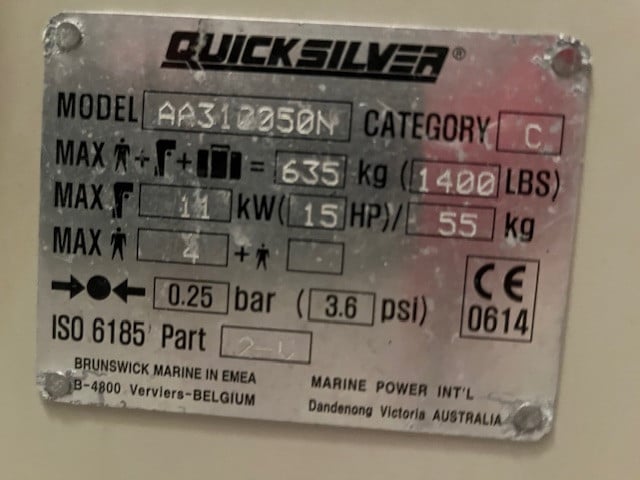 QUICKSILVER®
MODEL AA310050N CATEGORY C
MAX + + = 635 kg (1400 LBS)
MAX 11 kW (15 HP)/ 55 kg
MAX 4 +
0.25 bar (3.6 psi)
CE
0614
ISO 6185 Part
BRUNSWICK MARINE IN EMEA
B-4800 Verviers-BELGIUM
MARINE POWER INT'L
Dandenong Victoria AUSTRALIA